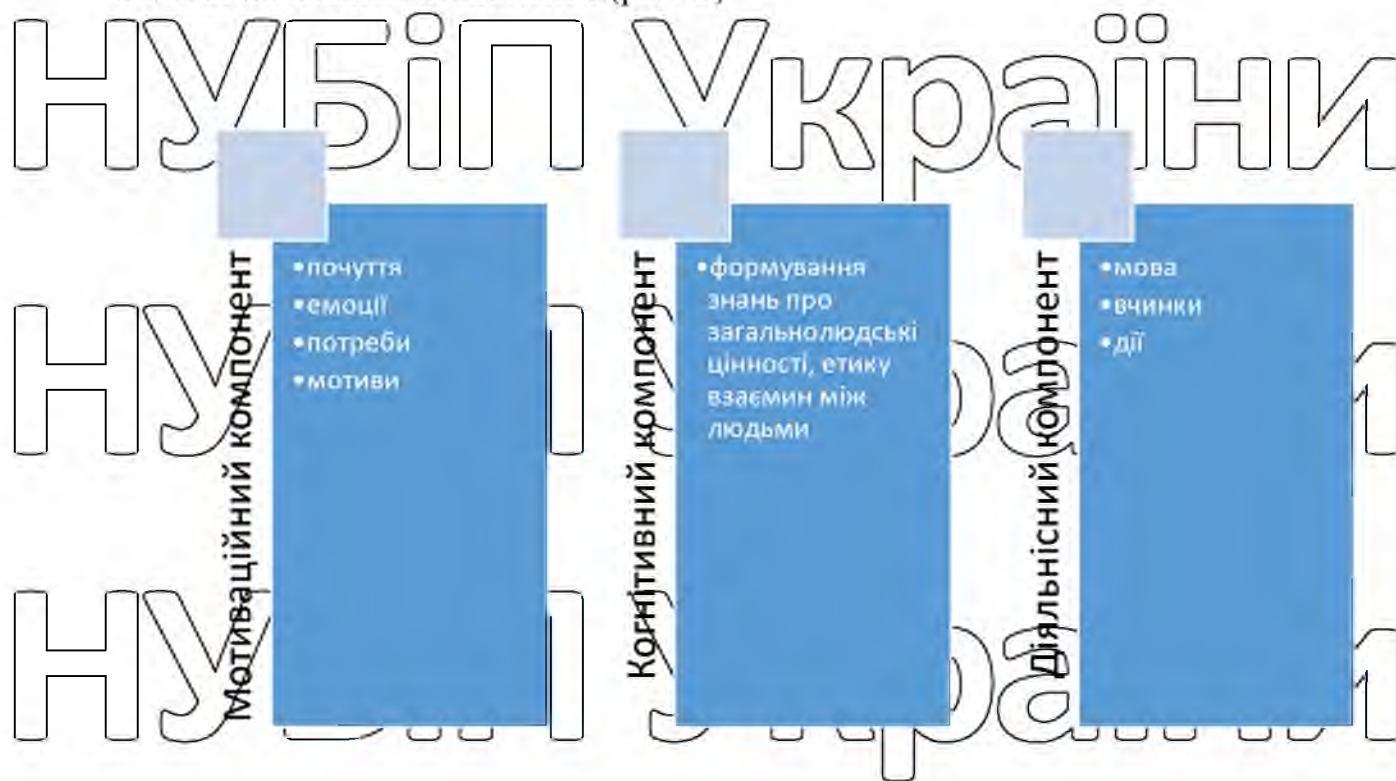 НУБіП України
Мотиваційний компонент
•почуття
•емоції
•потреби
•мотиви
Когнітивний компонент
•формування
знань про
загальнолюдські
цінності, етику
взаємин між
людьми
Діяльнісний компонент
•мова
•вчинки
•дії
НУБіП України
НУБіП України